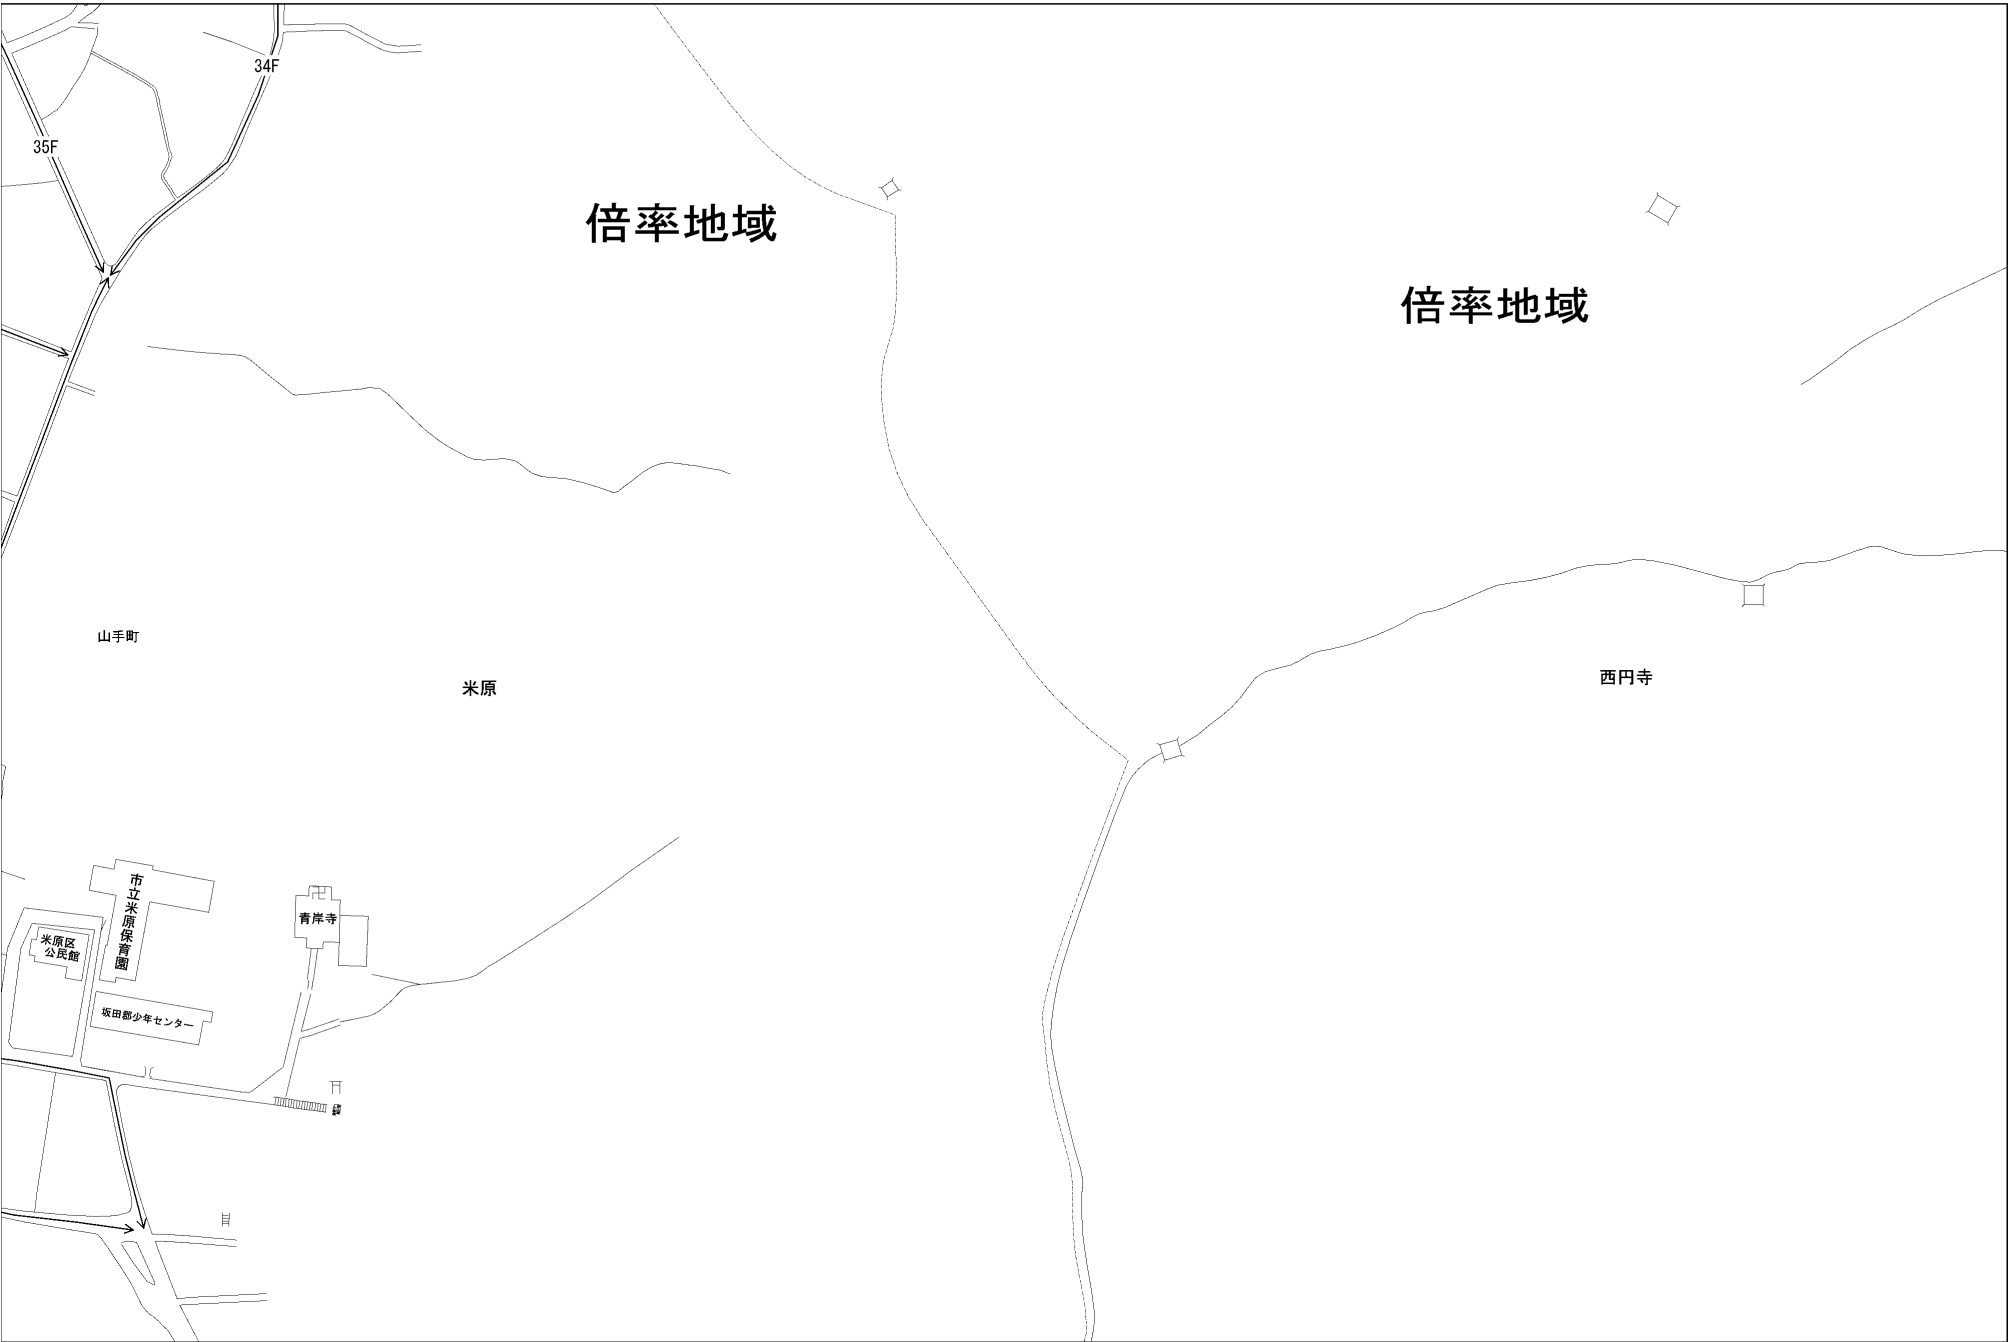 34F
35F
倍率地域
倍率地域
山手町
米原
西円寺
市立米原保育園
青岸寺
米原区
公民館
坂田郡少年センター